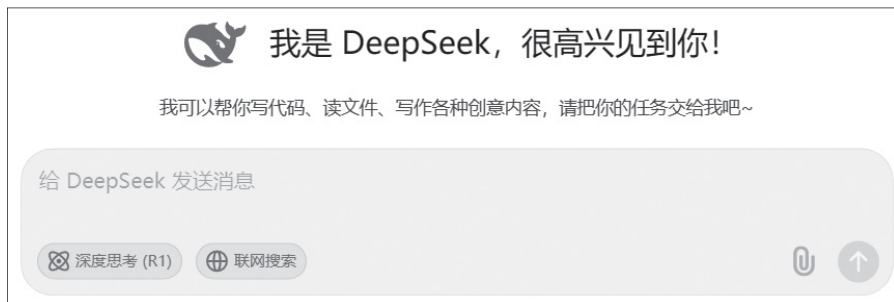 我是 DeepSeek，很高兴见到你！
我可以帮你写代码、读文件、写作各种创意内容，请把你的任务交给我吧~
给 DeepSeek 发送消息
深度思考 (R1) 联网搜索